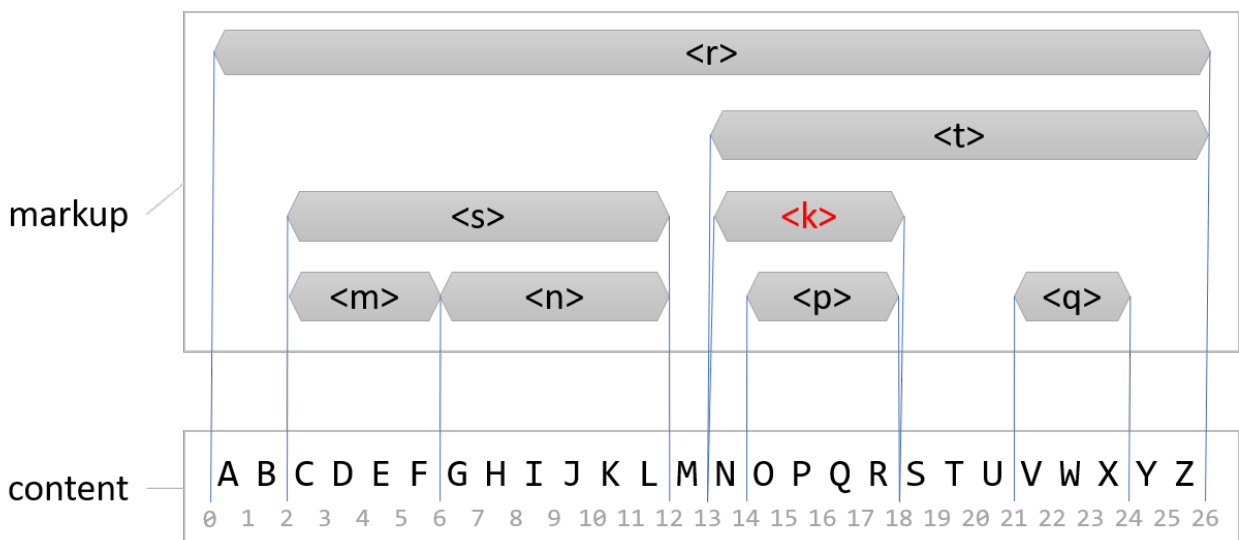 <r>
<t>
markup
<s> <k>
<m> <n> <p> <q>
content
A B C D E F G H I J K L M N O P Q R S T U V W X Y Z
0 1 2 3 4 5 6 7 8 9 10 11 12 13 14 15 16 17 18 19 20 21 22 23 24 25 26